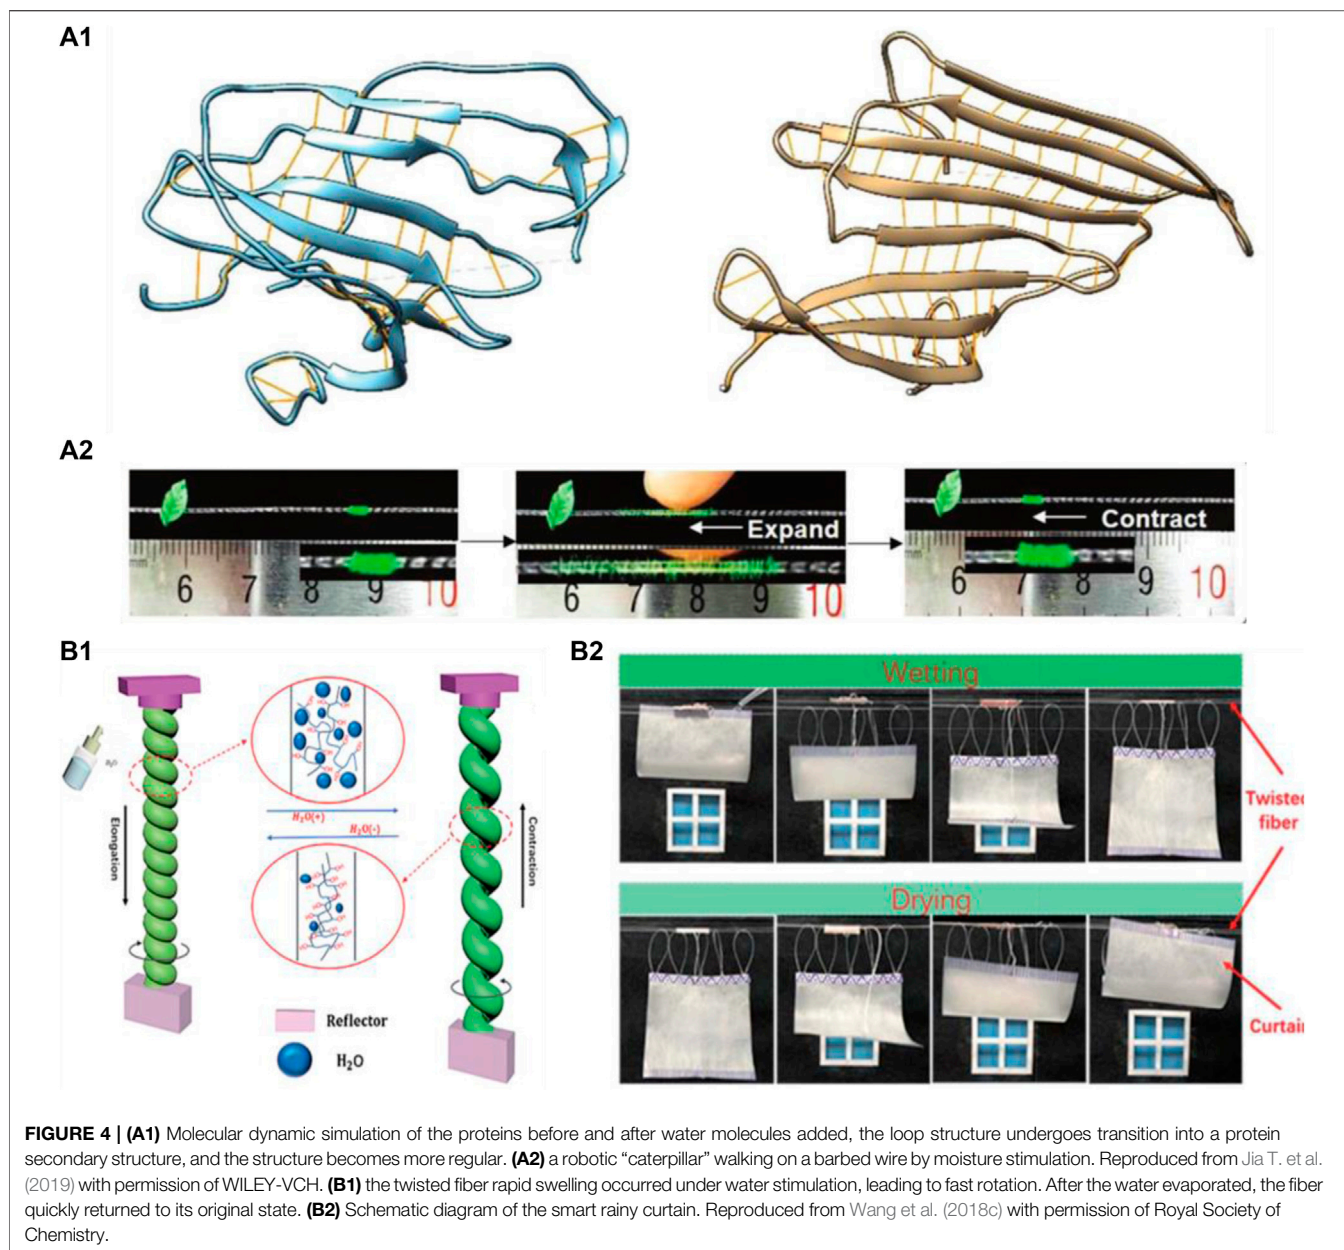 A1
A2
Expand
Contract
6 7 8 9 10
6 7 8 9 10
6 7 8 9 10
B1
B2
H₂O
Elongation
H₂O(+)
H₂O(-)
Contraction
Reflector
H₂O
Wetting
Twisted
fiber
Drying
Curtain
FIGURE 4 | (A1) Molecular dynamic simulation of the proteins before and after water molecules added, the loop structure undergoes transition into a protein
secondary structure, and the structure becomes more regular. (A2) a robotic “caterpillar” walking on a barbed wire by moisture stimulation. Reproduced from Jia T. et al.
(2019) with permission of WILEY-VCH. (B1) the twisted fiber rapid swelling occurred under water stimulation, leading to fast rotation. After the water evaporated, the fiber
quickly returned to its original state. (B2) Schematic diagram of the smart rainy curtain. Reproduced from Wang et al. (2018c) with permission of Royal Society of
Chemistry.